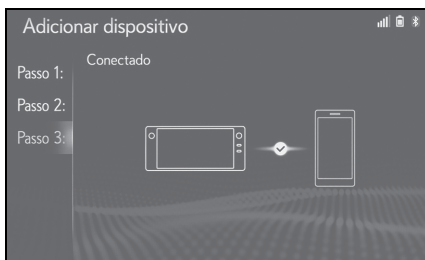 Adicionar dispositivo
Conectado
Passo 1:
Passo 2:
Passo 3: